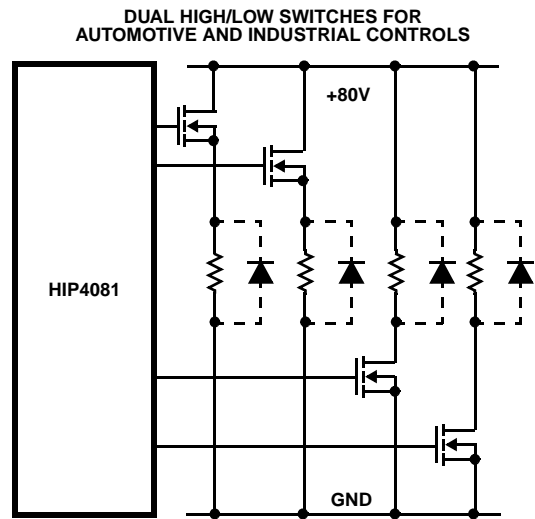 DUAL HIGH/LOW SWITCHES FOR
AUTOMOTIVE AND INDUSTRIAL CONTROLS
+80V
HIP4081
GND